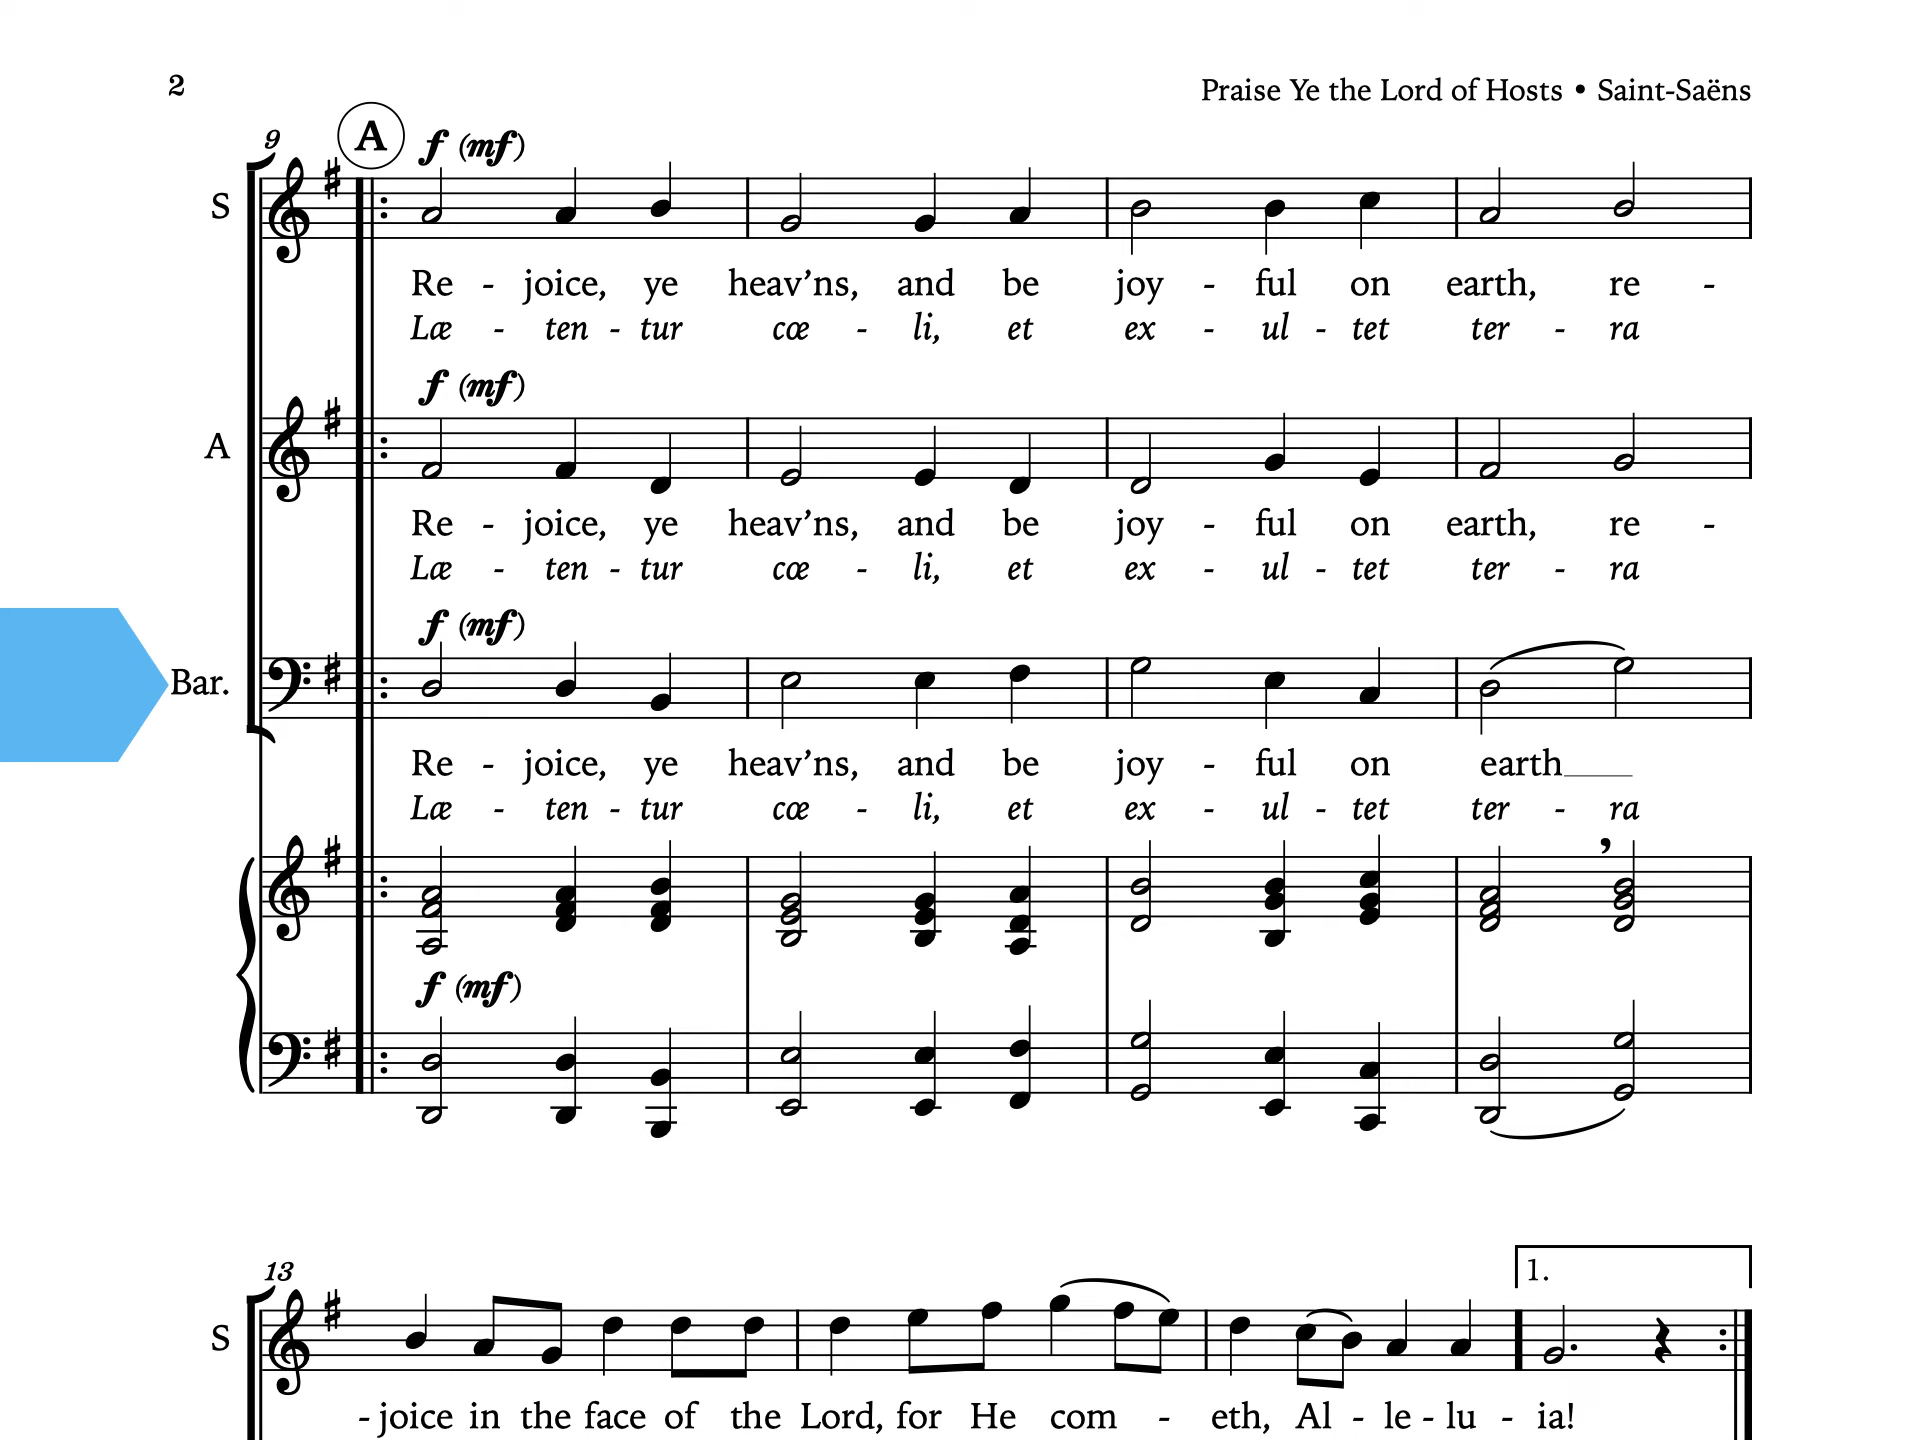 2
Praise Ye the Lord of Hosts • Saint-Saëns
9
A
f (mf)
S
Re - joice, ye heav’ns, and be joy - ful on earth, re -
Læ - ten - tur cœ - li, et ex - ul - tet ter - ra
f (mf)
A
Re - joice, ye heav’ns, and be joy - ful on earth, re -
Læ - ten - tur cœ - li, et ex - ul - tet ter - ra
f (mf)
Bar.
Re - joice, ye heav’ns, and be joy - ful on earth
Læ - ten - tur cœ - li, et ex - ul - tet ter - ra
f (mf)
13
1.
S
- joice in the face of the Lord, for He com - eth, Al - le - lu - ia!